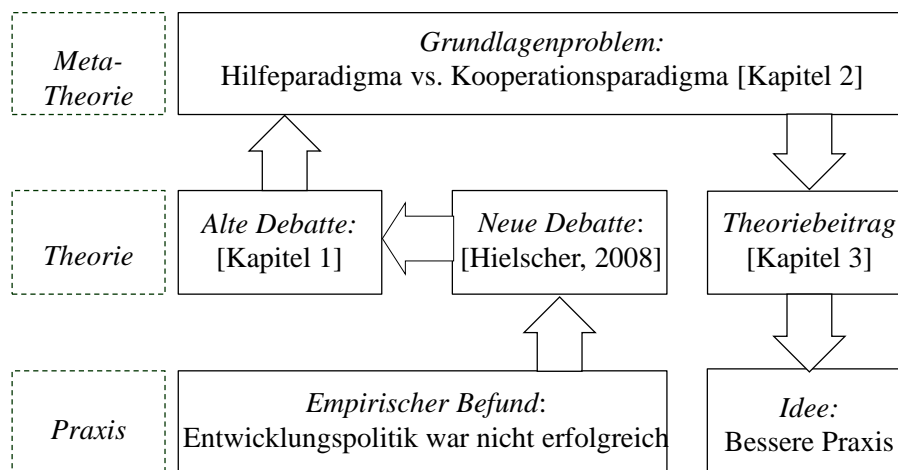 Meta-
Theorie
Grundlagenproblem:
Hilfeparadigma vs. Kooperationsparadigma [Kapitel 2]
Theorie
Alte Debatte:
[Kapitel 1]
Neue Debatte:
[Hielscher, 2008]
Theoriebeitrag
[Kapitel 3]
Praxis
Empirischer Befund:
Entwicklungspolitik war nicht erfolgreich
Idee:
Bessere Praxis